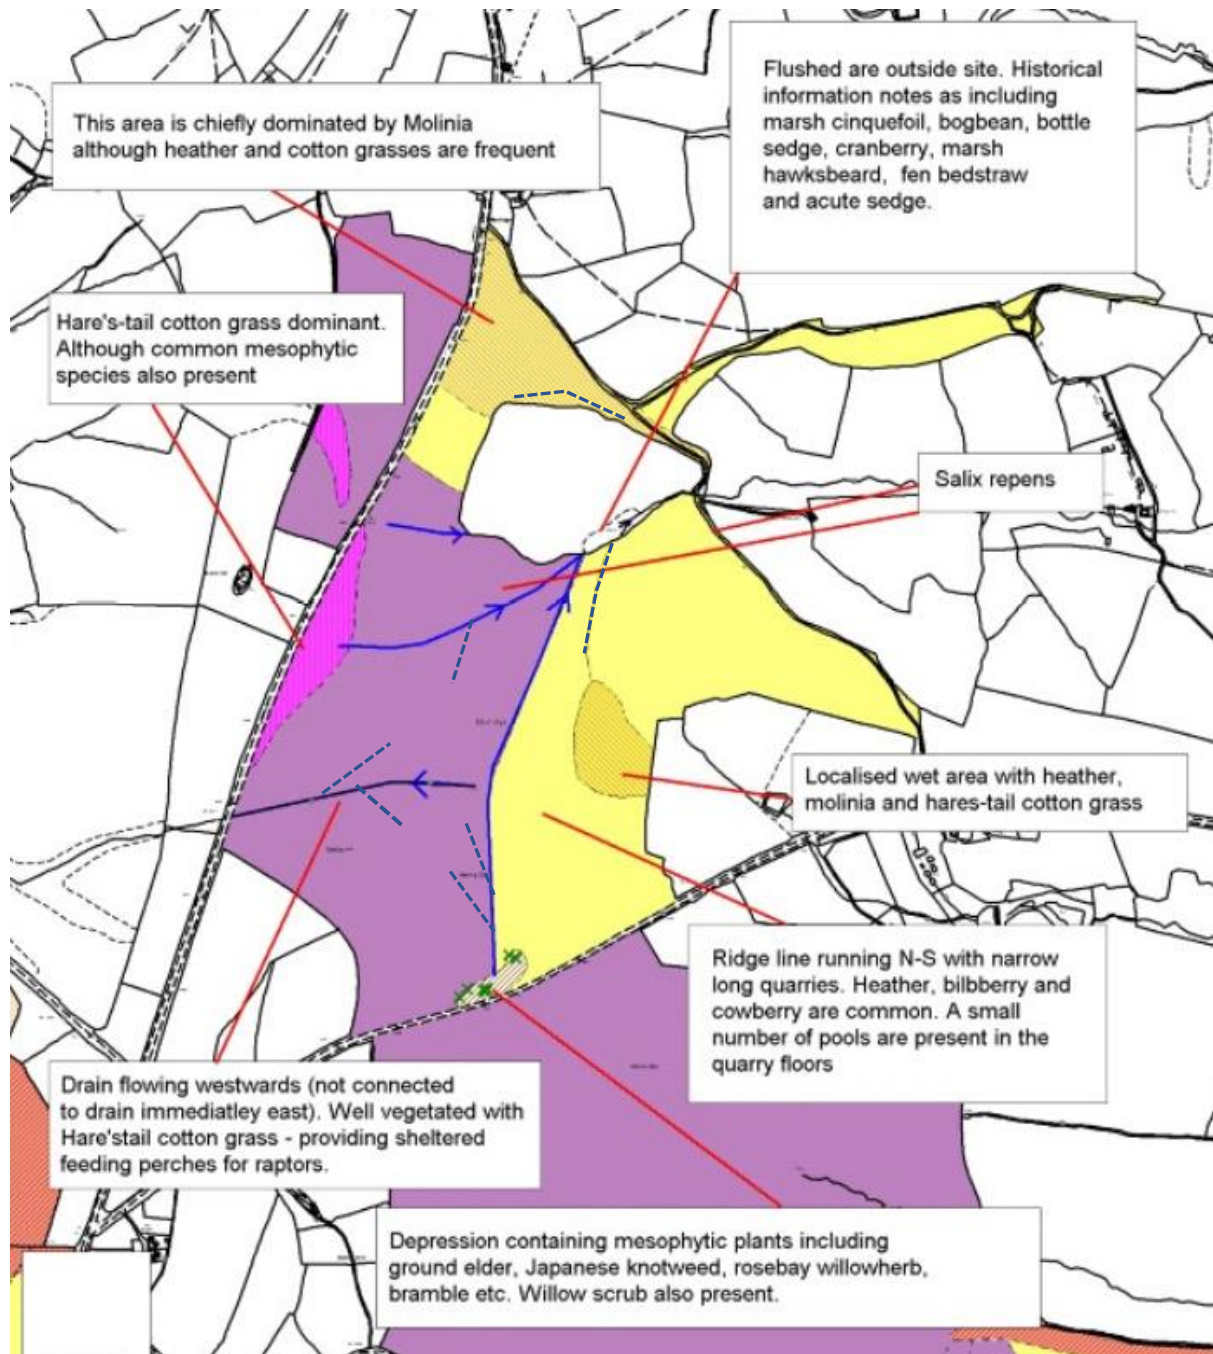 This area is chiefly dominated by Molinia
although heather and cotton grasses are frequent
Flushed are outside site. Historical
information notes as including
marsh cinquefoil, bogbean, bottle
sedge, cranberry, marsh
hawksbeard, fen bedstraw
and acute sedge.
Hare's-tail cotton grass dominant.
Although common mesophytic
species also present
Salix repens
Localised wet area with heather,
molinia and hares-tail cotton grass
Ridge line running N-S with narrow
long quarries. Heather, bilbberry and
cowberry are common. A small
number of pools are present in the
quarry floors
Drain flowing westwards (not connected
to drain immediatley east). Well vegetated with
Hare'stail cotton grass - providing sheltered
feeding perches for raptors.
Depression containing mesophytic plants including
ground elder, Japanese knotweed, rosebay willowherb,
bramble etc. Willow scrub also present.